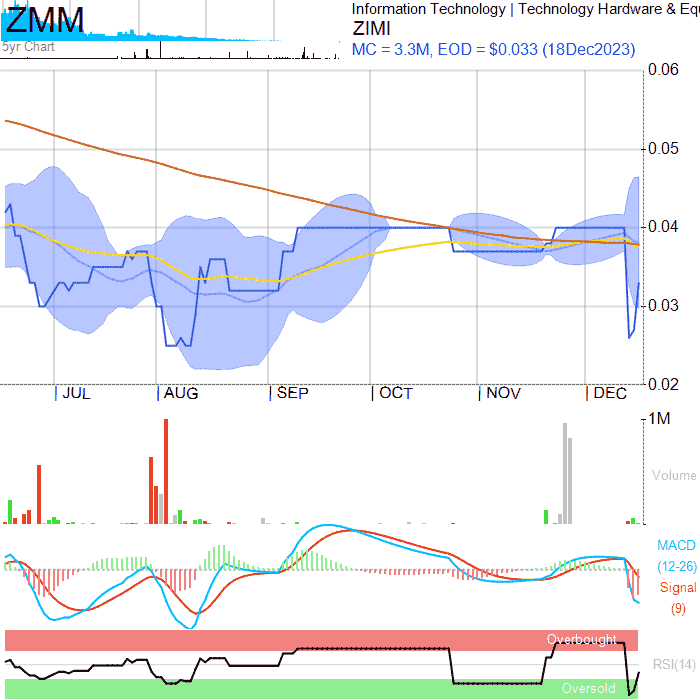 ZMM
5yr Chart
Information Technology | Technology Hardware & Equ
ZIMI
MC = 3.3M, EOD = $0.033 (18Dec2023)
0.06
0.05
0.04
0.03
0.02
JUL AUG SEP OCT NOV DEC
1M
Volume
MACD
(12-26)
Signal
(9)
Overbought
RSI(14)
Oversold